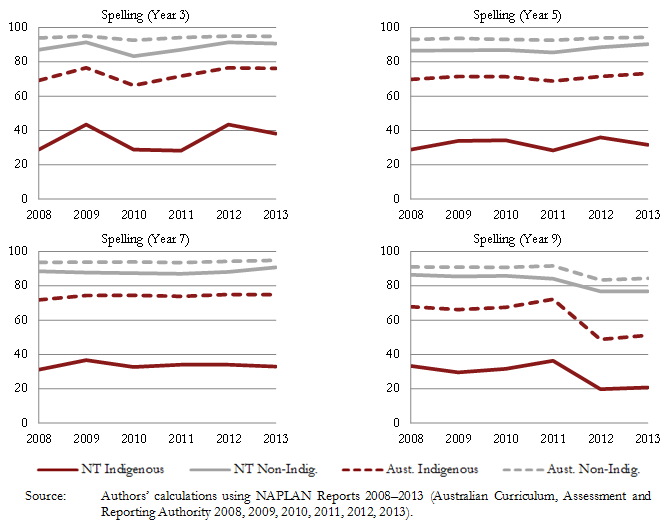 Spelling (Year 3)
100
80
60
40
20
0
2008 2009 2010 2011 2012 2013
Spelling (Year 5)
100
80
60
40
20
0
2008 2009 2010 2011 2012 2013
Spelling (Year 7)
100
80
60
40
20
0
2008 2009 2010 2011 2012 2013
Spelling (Year 9)
100
80
60
40
20
0
2008 2009 2010 2011 2012 2013
NT Indigenous NT Non-Indig. Aust. Indigenous Aust. Non-Indig.
Source: Authors' calculations using NAPLAN Reports 2008–2013 (Australian Curriculum, Assessment and
Reporting Authority 2008, 2009, 2010, 2011, 2012, 2013).